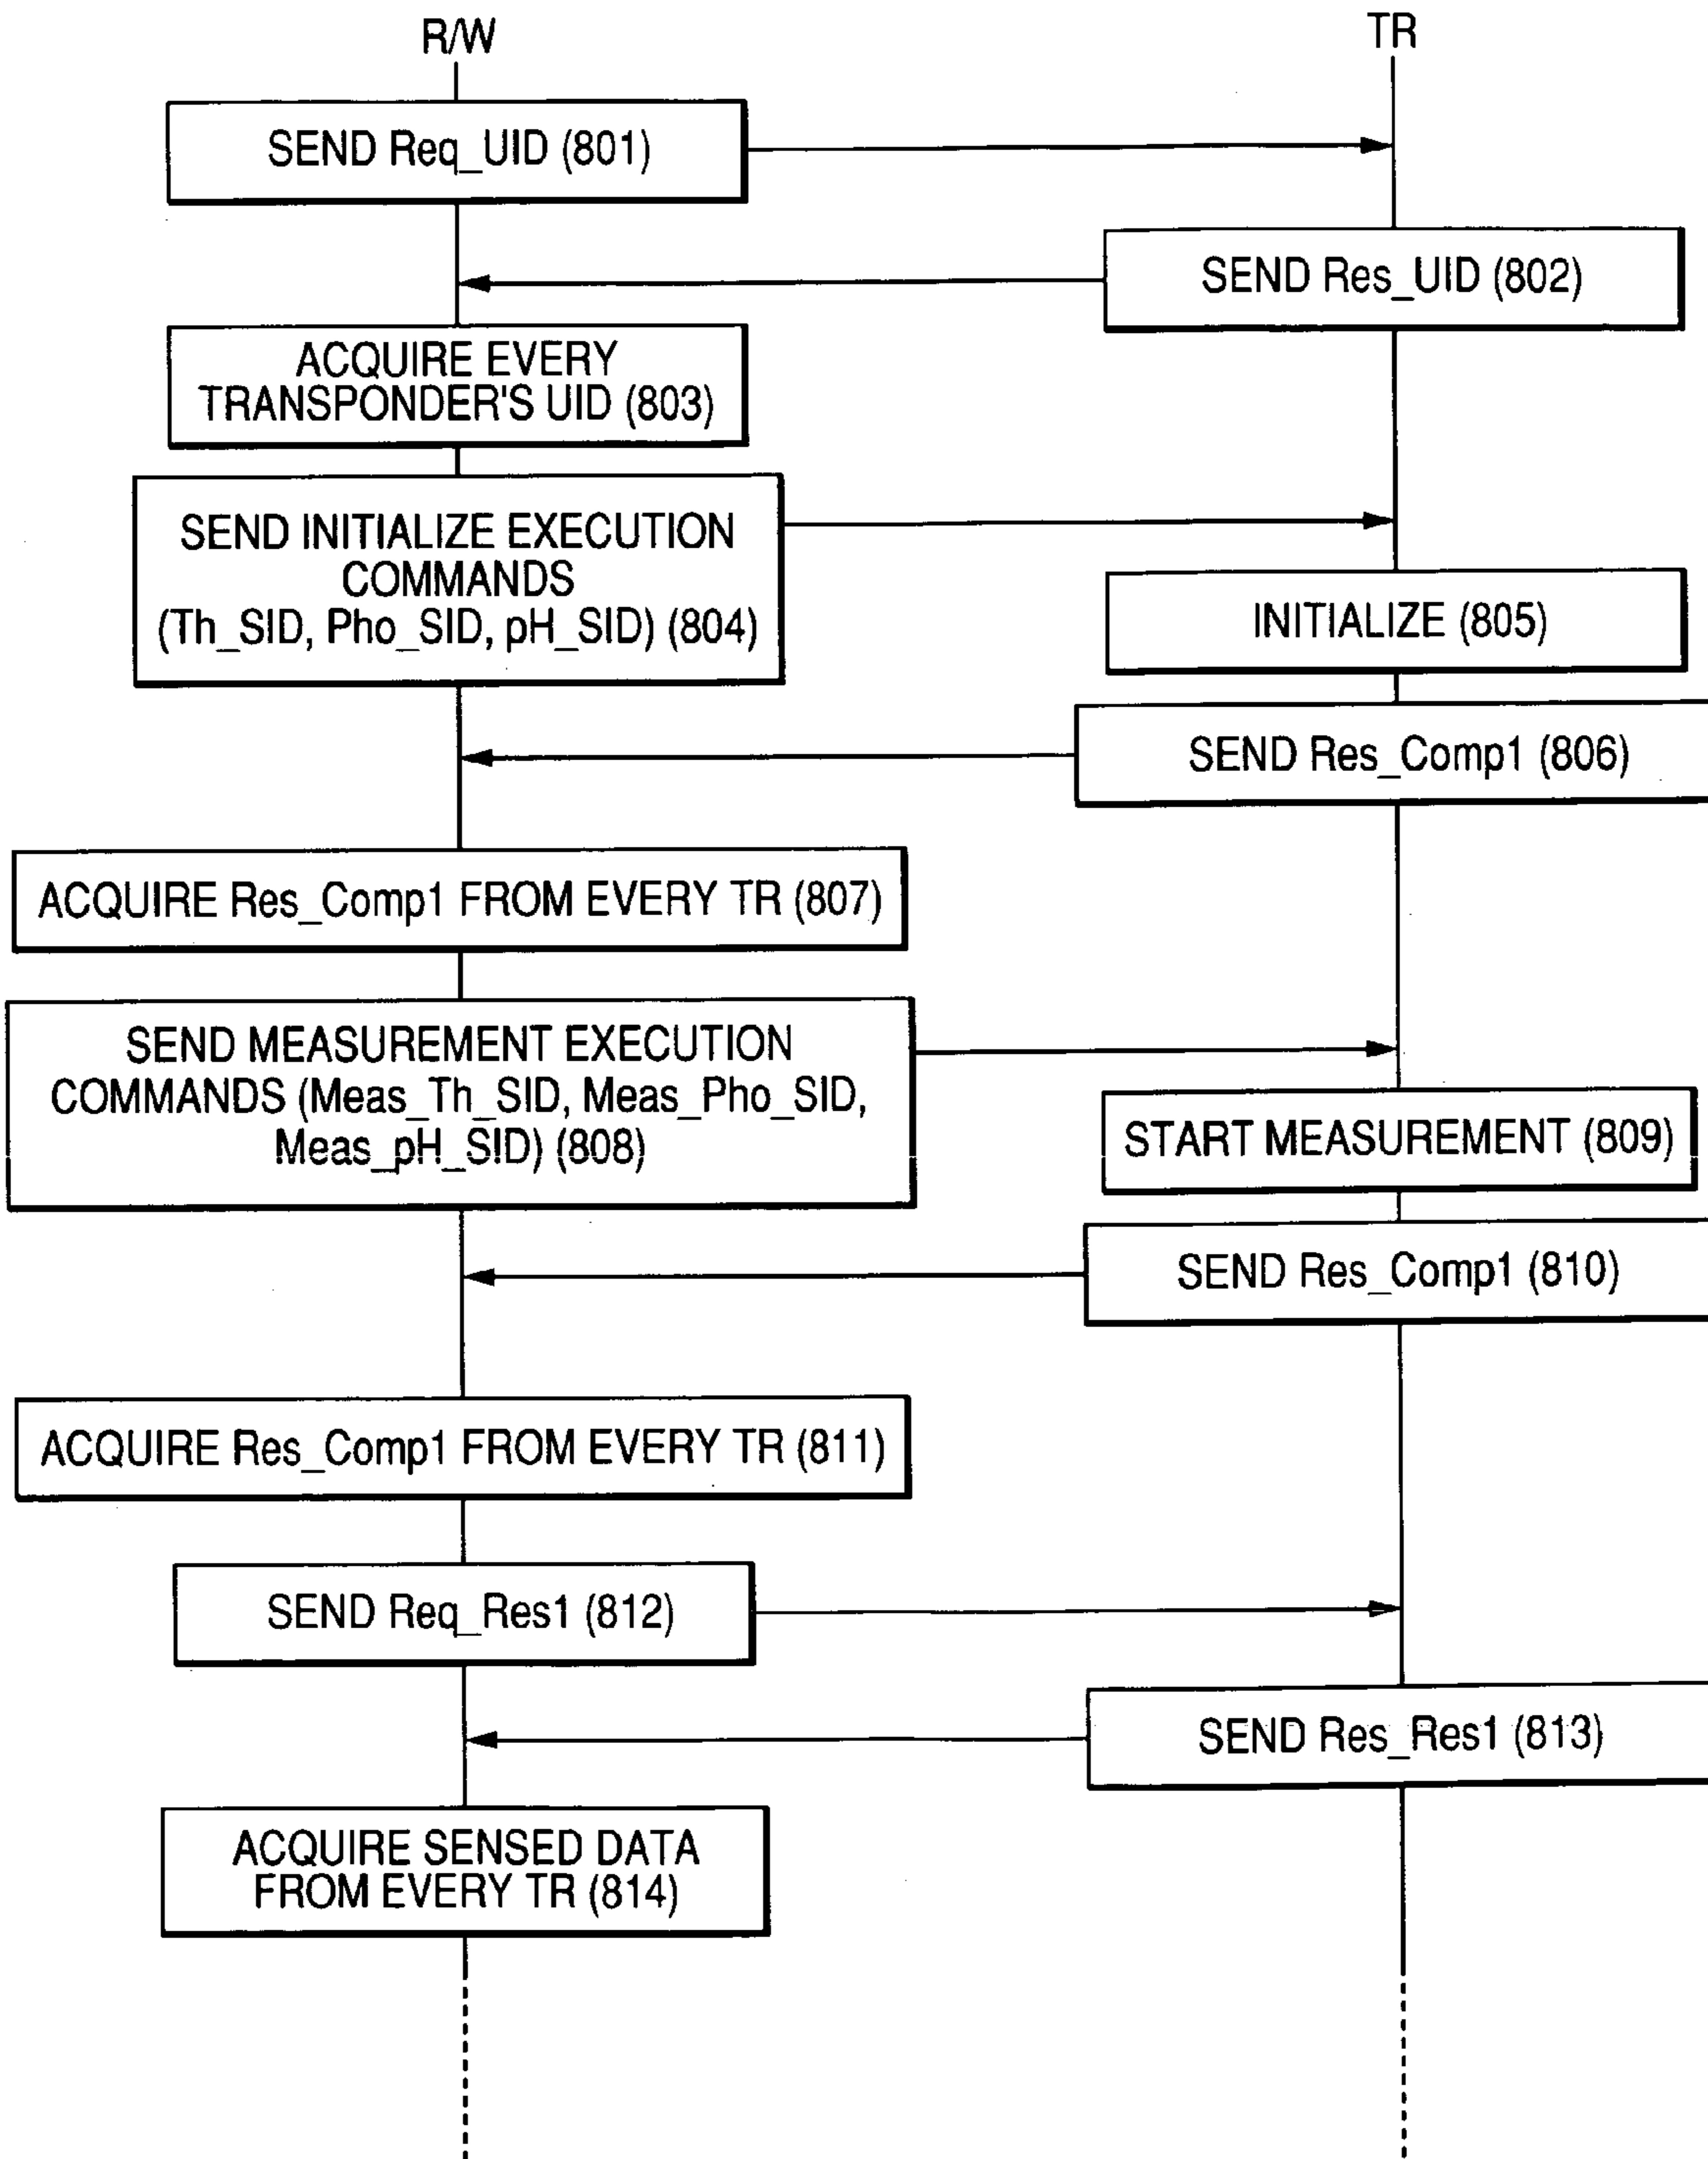 R/W
TR
SEND Req_UID (801)
SEND Res_UID (802)
ACQUIRE EVERY
TRANSPONDER'S UID (803)
SEND INITIALIZE EXECUTION
COMMANDS
(Th_SID, Pho_SID, pH_SID) (804)
INITIALIZE (805)
SEND Res_Comp1 (806)
ACQUIRE Res_Comp1 FROM EVERY TR (807)
SEND MEASUREMENT EXECUTION
COMMANDS (Meas_Th_SID, Meas_Pho_SID,
Meas_pH_SID) (808)
START MEASUREMENT (809)
SEND Res_Comp1 (810)
ACQUIRE Res_Comp1 FROM EVERY TR (811)
SEND Req_Res1 (812)
SEND Res_Res1 (813)
ACQUIRE SENSED DATA
FROM EVERY TR (814)